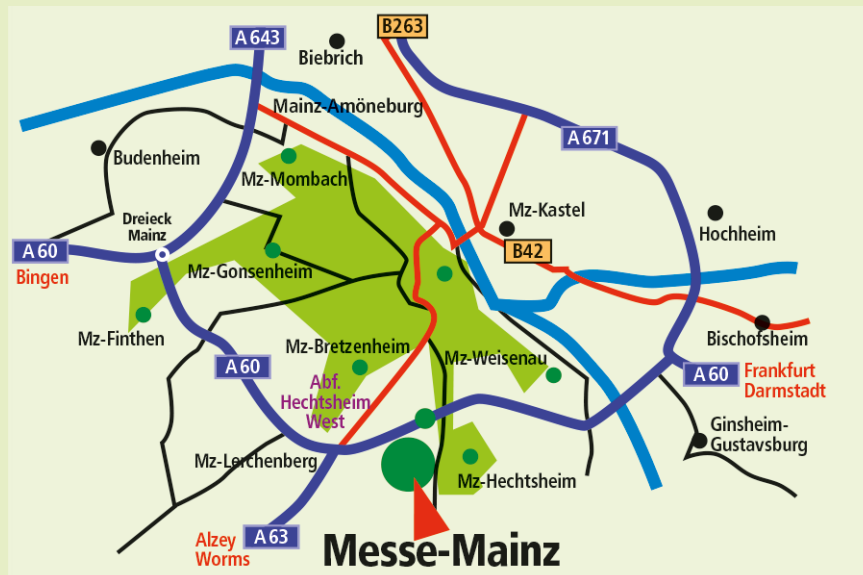 B263
A 643
Biebrich
Mainz-Amöneburg
A 671
Budenheim
Mz-Mombach
Mz-Kastel
Dreieck
Mainz
Hochheim
A 60
Bingen
B42
Mz-Gonsenheim
Mz-Finthen
Bischofsheim
Mz-Bretzenheim
Mz-Weisenau
A 60
A 60
Frankfurt
Darmstadt
Abf.
Hechtsheim
West
Ginsheim-
Gustavsburg
Mz-Lerchenberg
Mz-Hechtsheim
A 63
Alzey
Worms
Messe-Mainz